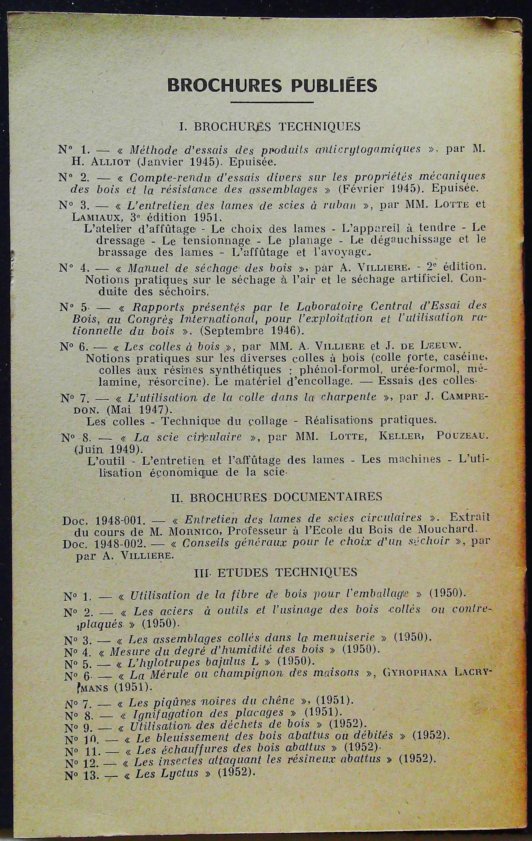 BROCHURES PUBLIÉES
I. BROCHURES TECHNIQUES
N° 1. — « Méthode d'essais des produits anticrytogamiques », par M.
H. ALLIOT (Janvier 1945). Epuisée.
N° 2. — « Compte-rendu d'essais divers sur les propriétés mécaniques
des bois et la résistance des assemblages » (Février 1945). Epuisée.
N° 3. — « L'entretien des lames de scies à ruban », par MM. LOTTE et
LAMIAUX, 3e édition 1951.
L'atelier d'affûtage - Le choix des lames - L'appareil à tendre - Le
dressage - Le tensionnage - Le planage - Le dégauchissage et le
brassage des lames - L'affûtage et l'avoyage.
N° 4. — « Manuel de séchage des bois », par A. VILLIERE. - 2e édition.
Notions pratiques sur le séchage à l'air et le séchage artificiel. Con-
duite des séchoirs.
N° 5. — « Rapports présentés par le Laboratoire Central d'Essai des
Bois, au Congrès International, pour l'exploitation et l'utilisation ra-
tionnelle du bois ». (Septembre 1946).
N° 6. — « Les colles à bois », par MM. A. VILLIERE et J. DE LEEUW.
Notions pratiques sur les diverses colles à bois (colle forte, caséine,
colles aux résines synthétiques : phénol-formol, urée-formol, mé-
lamine, résorcine). Le matériel d'encollage. — Essais des colles.
N° 7. — « L'utilisation de la colle dans la charpente », par J. CAMPRE-
DON. (Mai 1947).
Les colles - Technique du collage - Réalisations pratiques.
N° 8. — « La scie circulaire », par MM. LOTTE, KELLER, POUZEAU.
(Juin 1949).
L'outil - L'entretien et l'affûtage des lames - Les machines - L'uti-
lisation économique de la scie.
II. BROCHURES DOCUMENTAIRES
Doc. 1948-001. — « Entretien des lames de scies circulaires ». Extrait
du cours de M. MORNICO, Professeur à l'Ecole du Bois de Mouchard.
Doc. 1948-002. — « Conseils généraux pour le choix d'un séchoir », par
par A. VILLIERE.
III. ETUDES TECHNIQUES
N° 1. — « Utilisation de la fibre de bois pour l'emballage » (1950).
N° 2. — « Les aciers à outils et l'usinage des bois collés ou contre-
plaqués » (1950).
N° 3. — « Les assemblages collés dans la menuiserie » (1950).
N° 4. « Mesure du degré d'humidité des bois » (1950).
N° 5. — « L'hylotrupes bajulus L » (1950).
N° 6. — « La Mérule ou champignon des maisons », GYROPHANA LACRY-
MANS (1951).
N° 7. — « Les piqûres noires du chêne », (1951).
N° 8. — « Ignifugation des placages » (1951).
N° 9. — « Utilisation des déchets de bois » (1952).
N° 10. — « Le bleuissement des bois abattus ou débités » (1952).
N° 11. — « Les échauffures des bois abattus » (1952).
N° 12. — « Les insectes attaquant les résineux abattus » (1952).
N° 13. — « Les Lyctus » (1952).